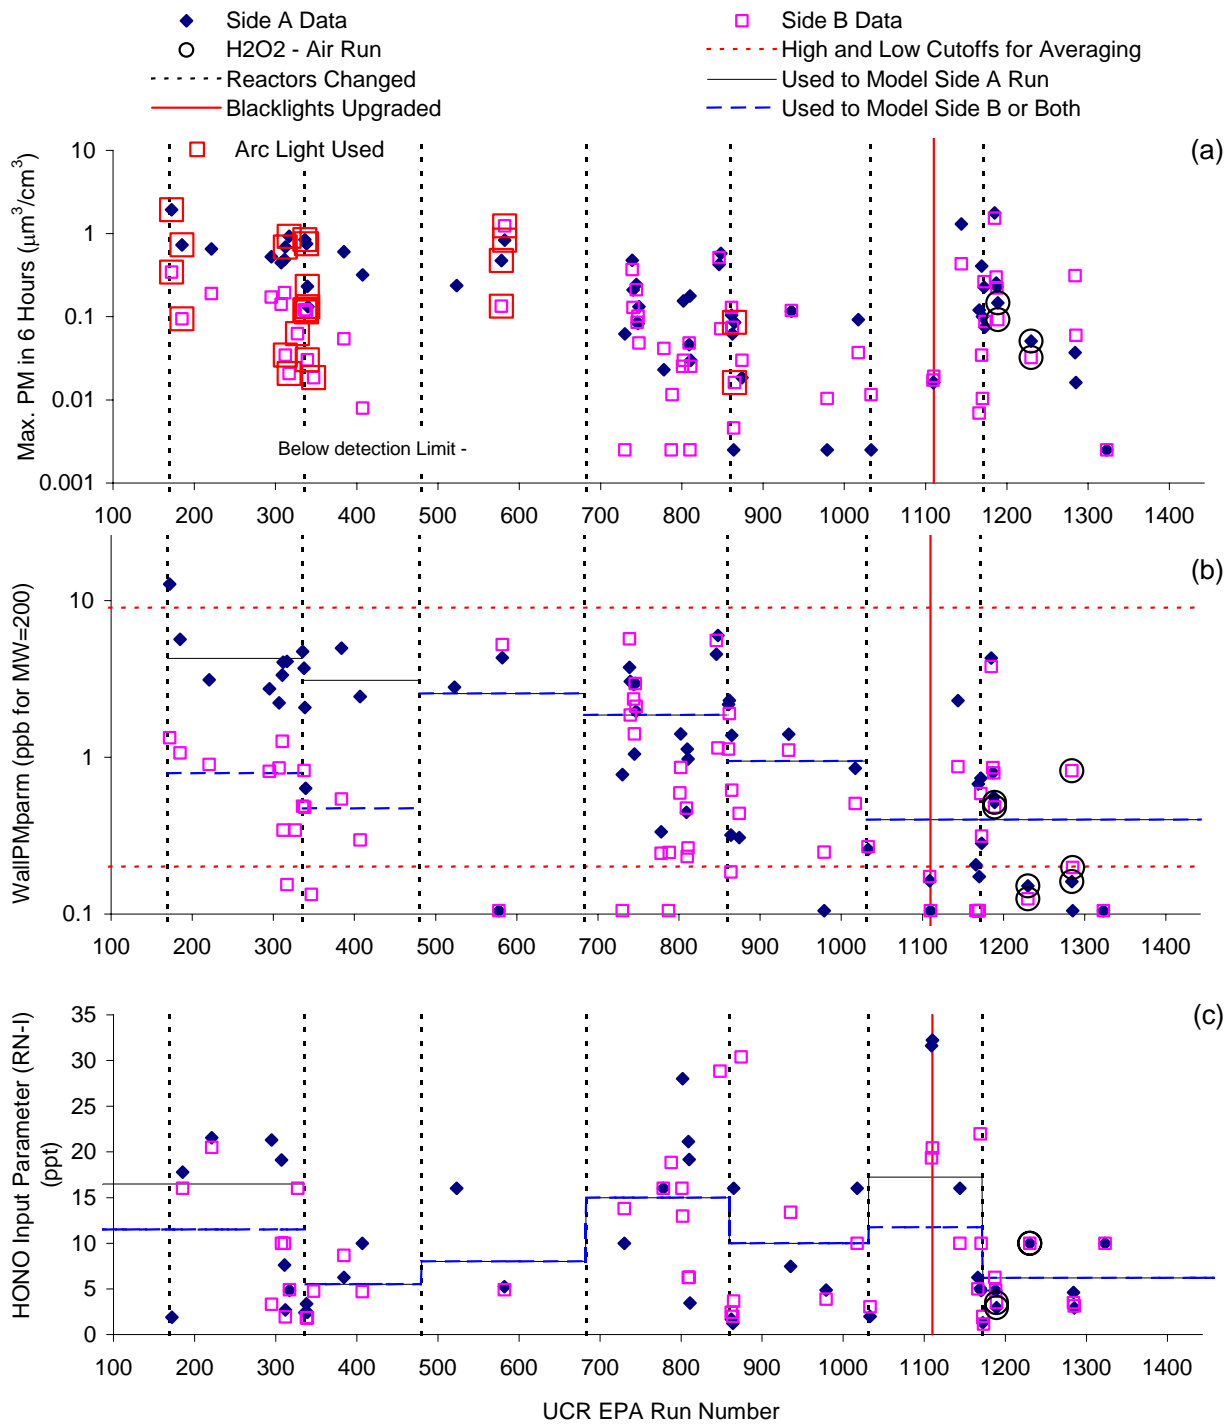 Side A Data
Side B Data
H2O2 - Air Run
High and Low Cutoffs for Averaging
Reactors Changed
Used to Model Side A Run
Blacklights Upgraded
Used to Model Side B or Both
Arc Light Used
(a)
Max. PM in 6 Hours (μm³/cm³)
10
1
0.1
0.01
0.001
Below detection Limit -
100 200 300 400 500 600 700 800 900 1000 1100 1200 1300 1400
(b)
WallPMparm (ppb for MW=200)
10
1
0.1
100 200 300 400 500 600 700 800 900 1000 1100 1200 1300 1400
(c)
HONO Input Parameter (RN-I)
(ppt)
35
30
25
20
15
10
5
0
100 200 300 400 500 600 700 800 900 1000 1100 1200 1300 1400
UCR EPA Run Number